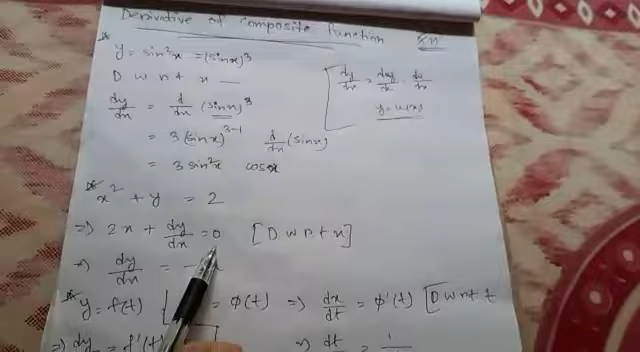 Derivative of composite function
y = sin²x = (sinx)³
D w r t x —
dy/dx = d/dx (sinx)³
dy/dx = dy/du · du/dx
y = u(x)
= 3 (sinx)³⁻¹ d/dx (sinx)
= 3 sin²x cosx
x² + y = 2
⇒ 2x + dy/dx = 0 [D w r t x]
⇒ dy/dx = -
y = f(t) = φ(t) ⇒ dx/dt = φ'(t) [D w r t t
⇒ dy = f'(t) ⇒ dt = 1